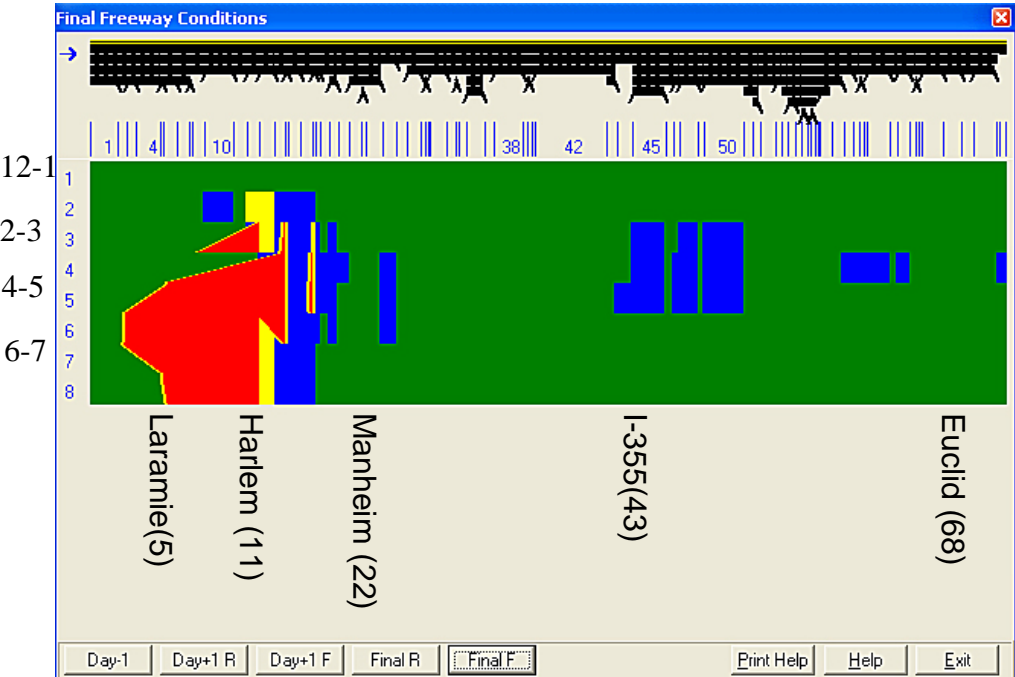 Final Freeway Conditions
1 4 10 38 42 45 50
12-1
1
2
2-3
3
4
4-5
5
6
6-7
7
8
Laramie(5)
Harlem (11)
Manheim (22)
I-355(43)
Euclid (68)
Day-1 Day+1 R Day+1 F Final R Final F Print Help Help Exit